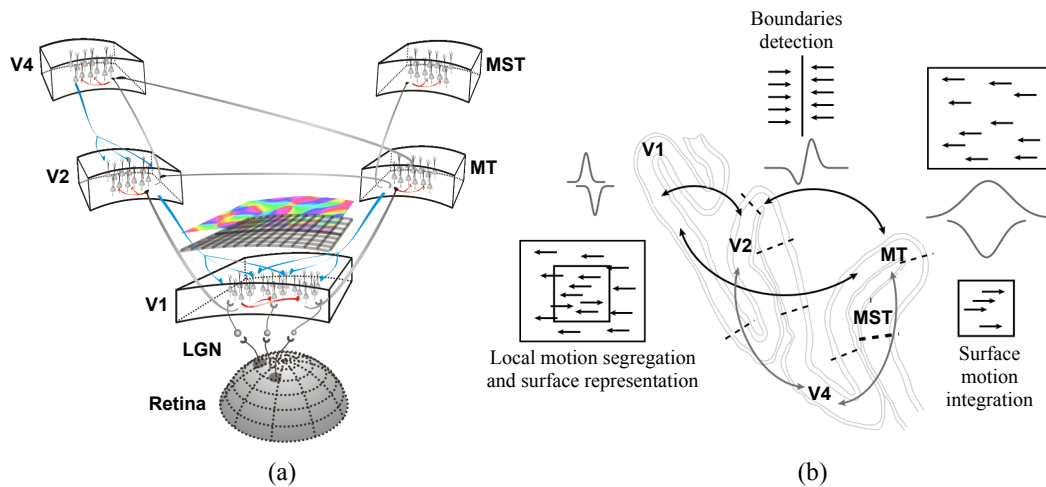 V4
MST
V2
MT
V1
LGN
Retina
(a)
Boundaries
detection
V1
V2
MT
MST
V4
Local motion segregation
and surface representation
Surface
motion
integration
(b)